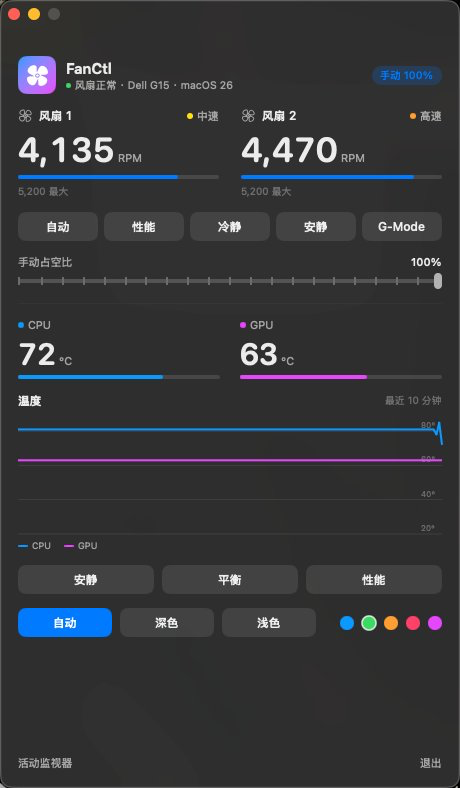 FanCtl
风扇正常 · Dell G15 · macOS 26
手动 100%
风扇 1
中速
风扇 2
高速
4,135 RPM
4,470 RPM
5,200 最大
5,200 最大
自动
性能
冷静
安静
G-Mode
手动占空比
100%
CPU
GPU
72 °C
63 °C
温度
最近 10 分钟
80°
60°
40°
20°
CPU
GPU
安静
平衡
性能
自动
深色
浅色
活动监视器
退出